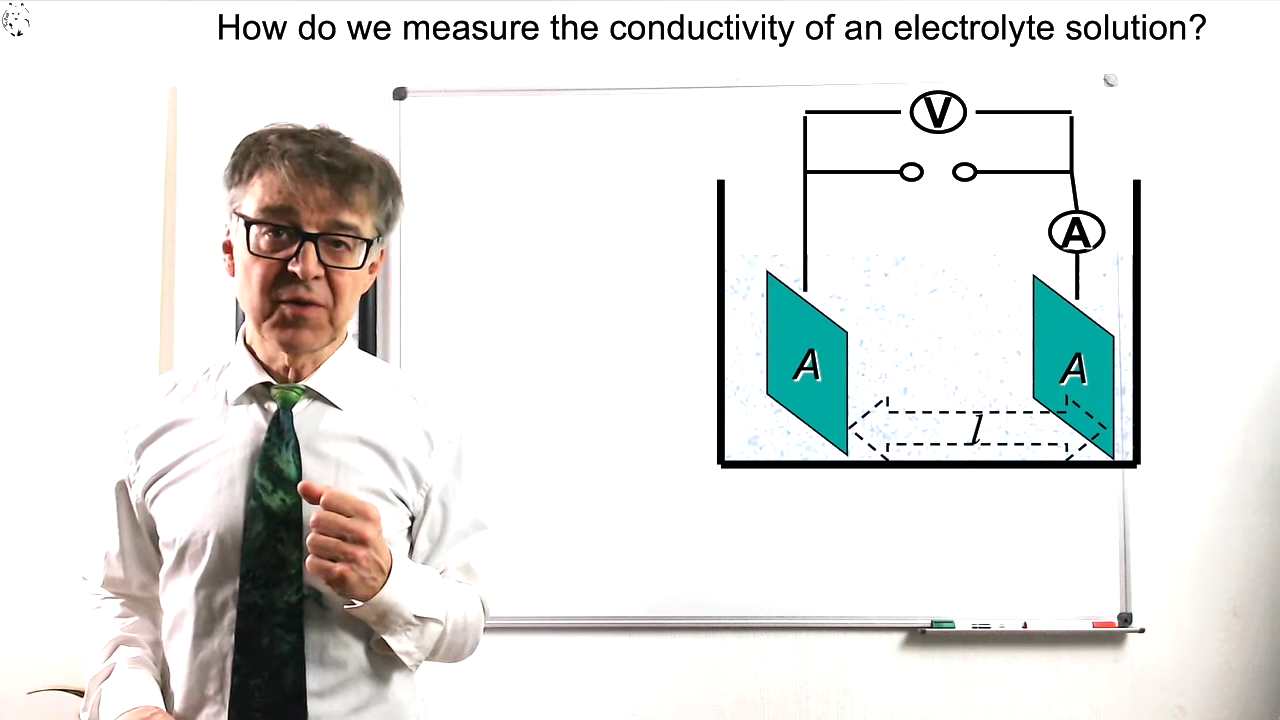 How do we measure the conductivity of an electrolyte solution?
V
A
A
A
l